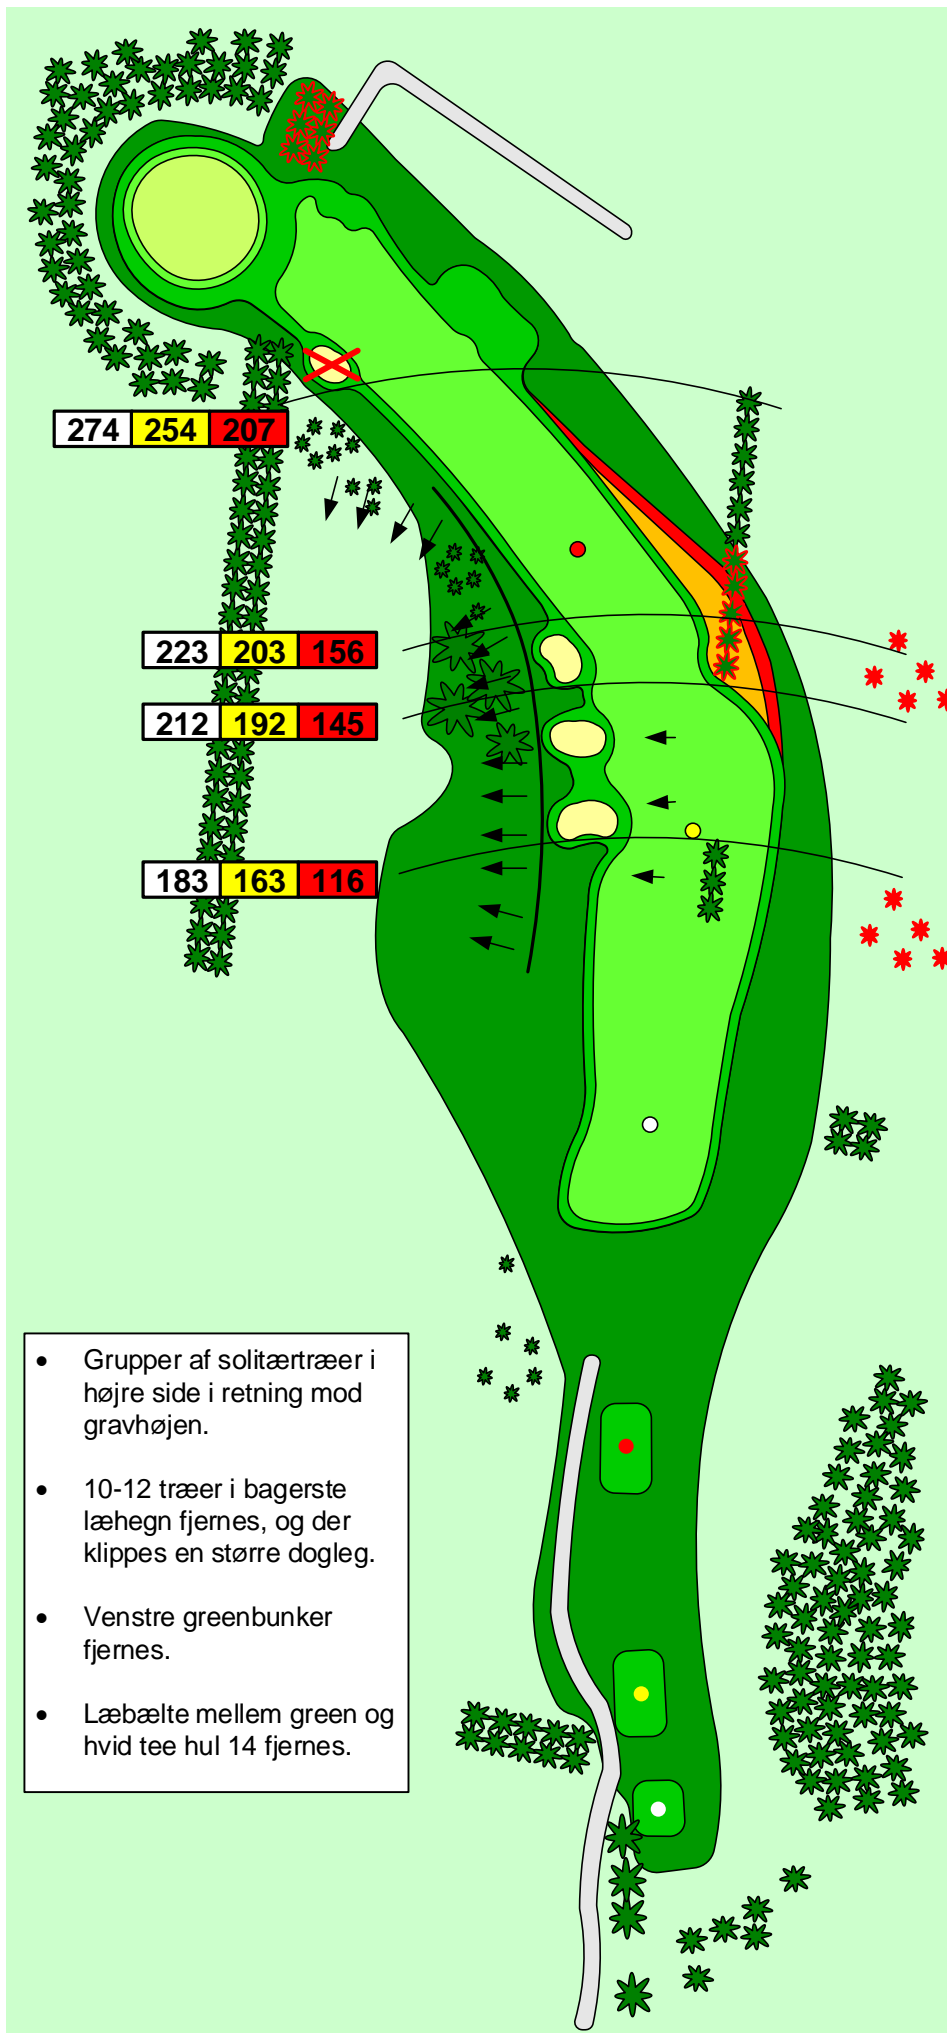 274 254 207
223 203 156
212 192 145
183 163 116
• Grupper af solitærtræer i
højre side i retning mod
gravhøjen.
• 10-12 træer i bagerste
læhegn fjernes, og der
klippes en større dogleg.
• Venstre greenbunker
fjernes.
• Læbælte mellem green og
hvid tee hul 14 fjernes.